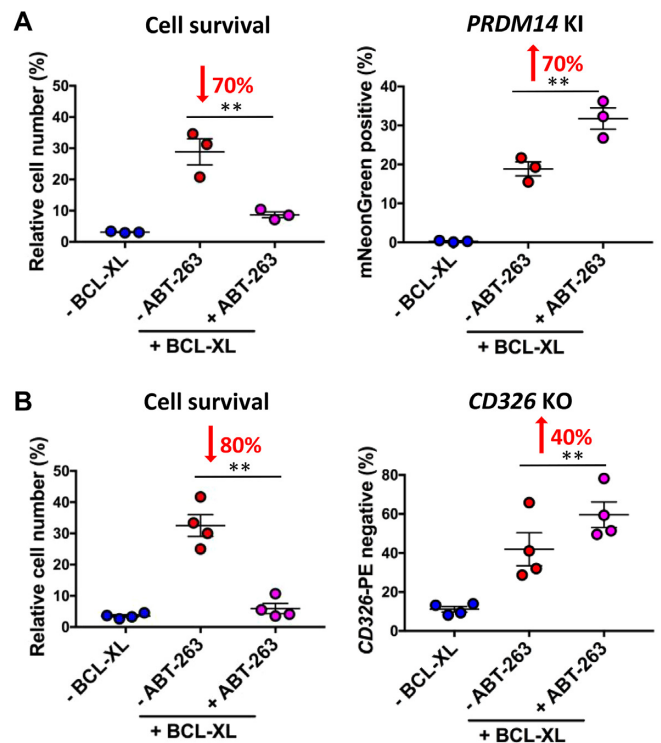 A
Cell survival
70%
**
Relative cell number (%)
50
40
30
20
10
0
- BCL-XL
- ABT-263
+ ABT-263
+ BCL-XL
PRDM14 KI
70%
**
mNeonGreen positive (%)
40
30
20
10
0
- BCL-XL
- ABT-263
+ ABT-263
+ BCL-XL
B
Cell survival
80%
**
Relative cell number (%)
50
40
30
20
10
0
- BCL-XL
- ABT-263
+ ABT-263
+ BCL-XL
CD326 KO
40%
**
CD326-PE negative (%)
80
60
40
20
0
- BCL-XL
- ABT-263
+ ABT-263
+ BCL-XL